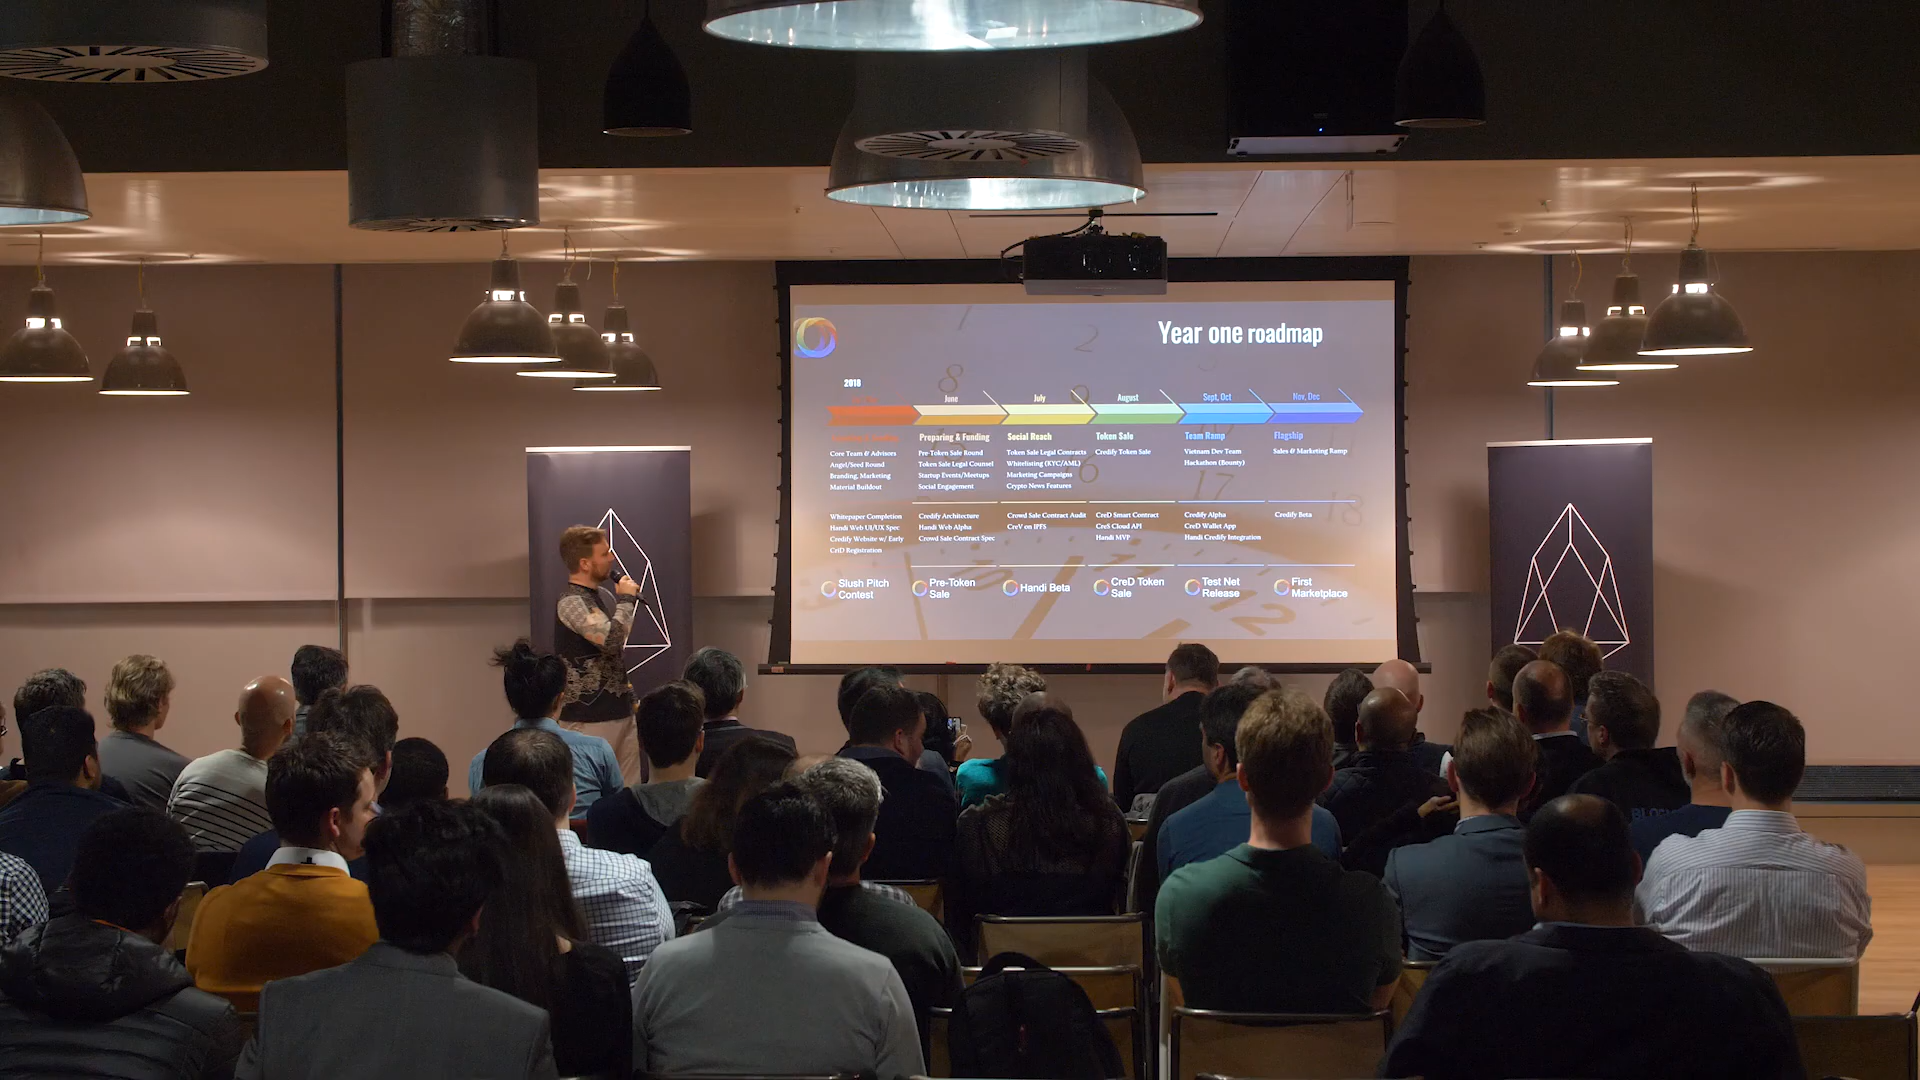 Year one roadmap
2018
June
July
August
Sept, Oct
Nov, Dec
Preparing & Funding
Social Reach
Token Sale
Team Ramp
Flagship
Core Team & Advisors
Angel/Seed Round
Branding, Marketing
Material Buildout
Pre-Token Sale Round
Token Sale Legal Counsel
Startup Events/Meetups
Social Engagement
Token Sale Legal Contracts
Whitelisting (KYC/AML)
Marketing Campaigns
Crypto News Features
Credify Token Sale
Vietnam Dev Team
Hackathon (Bounty)
Sales & Marketing Ramp
Whitepaper Completion
Handi Web UI/UX Spec
Credify Website w/ Early
CriD Registration
Credify Architecture
Handi Web Alpha
Crowd Sale Contract Spec
Crowd Sale Contract Audit
CreV on IPFS
CreD Smart Contract
CreS Cloud API
Handi MVP
Credify Alpha
CreD Wallet App
Handi Credify Integration
Credify Beta
Slush Pitch
Contest
Pre-Token
Sale
Handi Beta
CreD Token
Sale
Test Net
Release
First
Marketplace